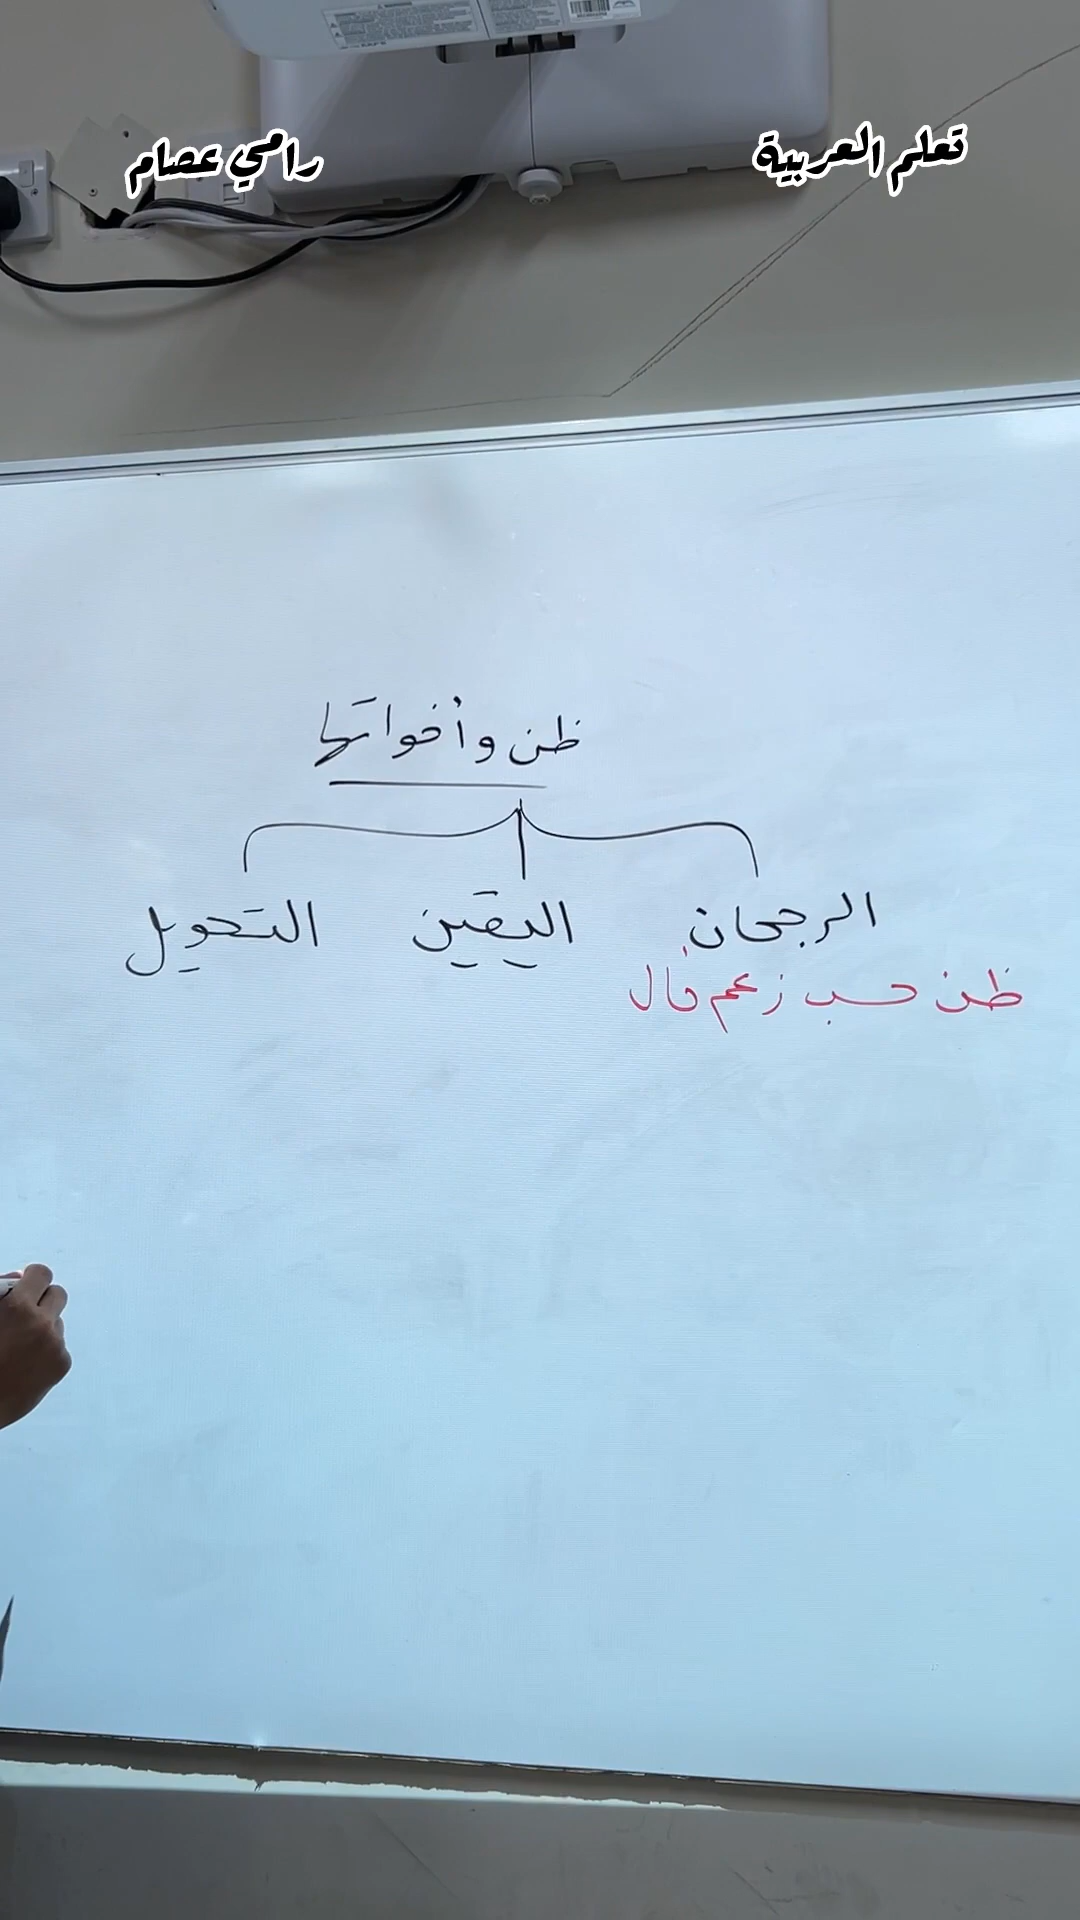 تعلم العربية
رامي عصام
ظن وأخواتها
الرجحان
اليقين
التحويل
ظن حسب زعم خال